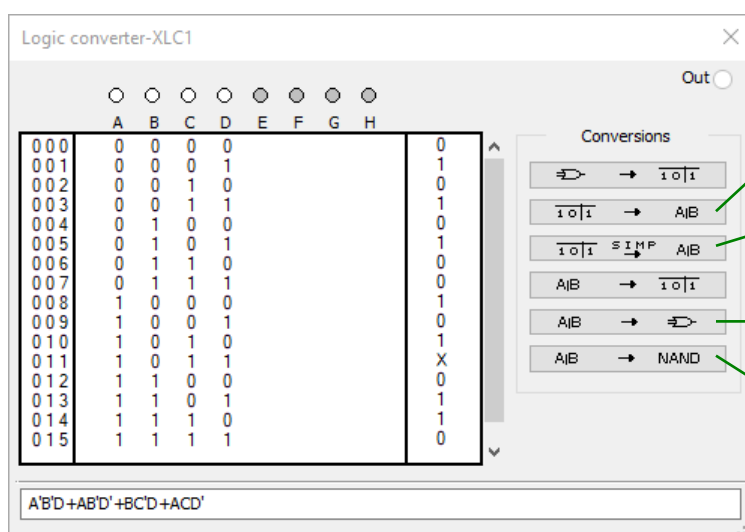 Logic converter-XLC1
Out
A B C D E F G H
000 0 0 0 0 0
001 0 0 0 1 1
002 0 0 1 0 0
003 0 0 1 1 1
004 0 1 0 0 0
005 0 1 0 1 1
006 0 1 1 0 0
007 0 1 1 1 0
008 1 0 0 0 1
009 1 0 0 1 0
010 1 0 1 0 1
011 1 0 1 1 X
012 1 1 0 0 0
013 1 1 0 1 1
014 1 1 1 0 1
015 1 1 1 1 0
Conversions
→ 1 0 1
1 0 1 → A|B
1 0 1 SIMP → A|B
A|B → 1 0 1
A|B →
A|B → NAND
A'B'D+AB'D'+BC'D+ACD'